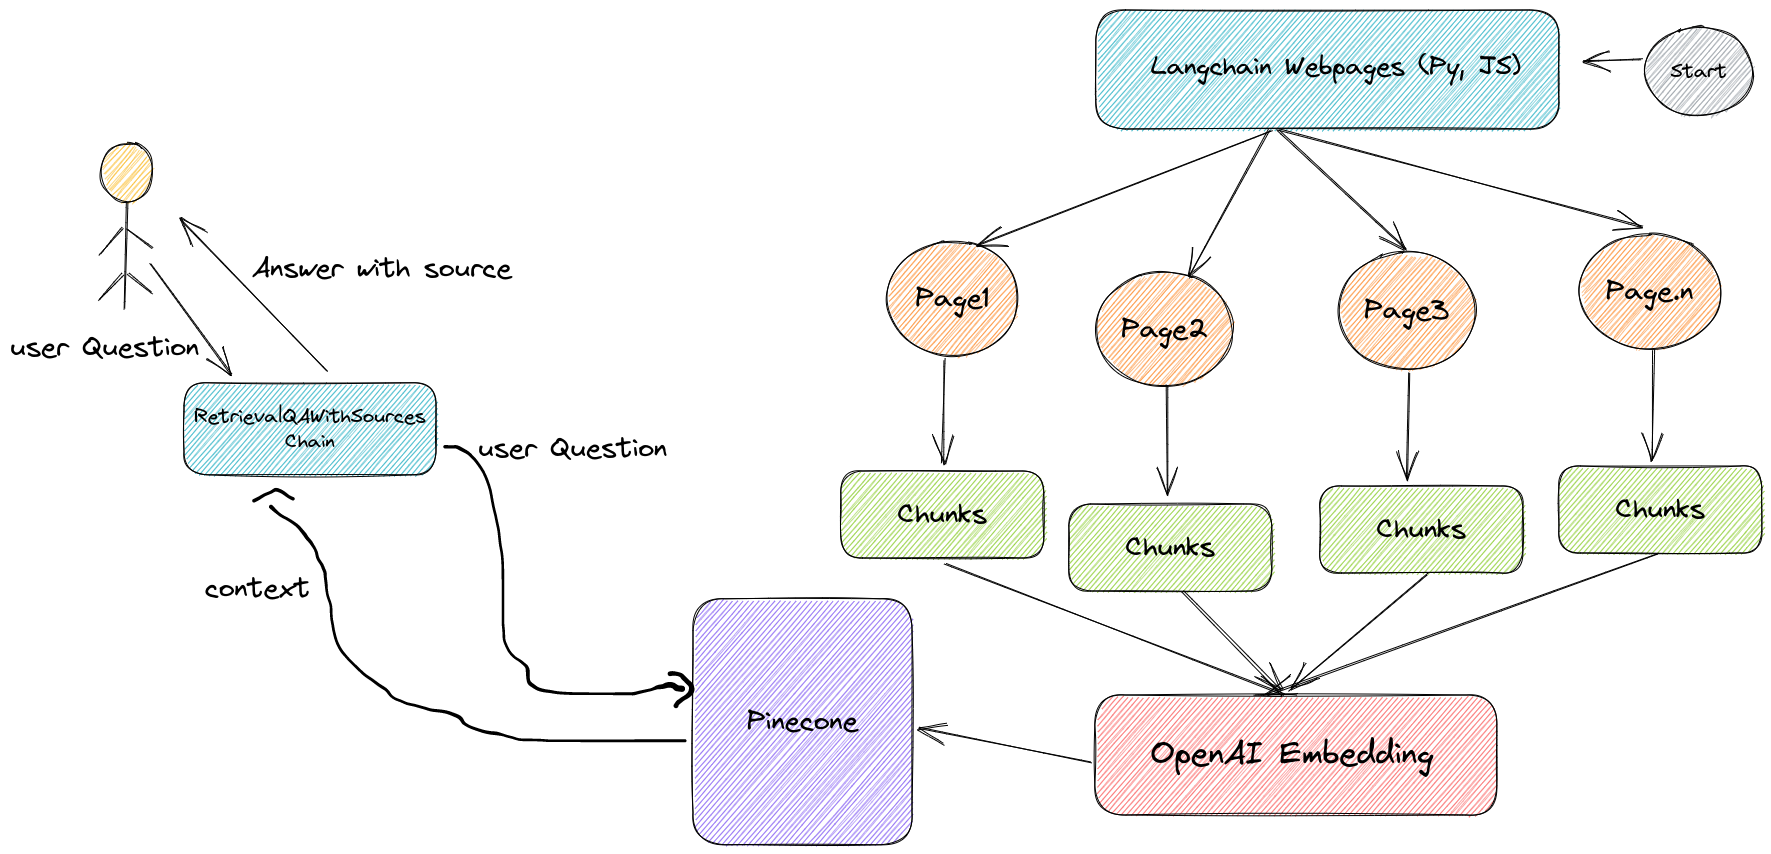 Langchain Webpages (Py, JS)
Start
Page1
Page2
Page3
Page.n
Chunks
Chunks
Chunks
Chunks
OpenAI Embedding
Pinecone
Answer with source
user Question
RetrievalQAWithSources
Chain
user Question
context